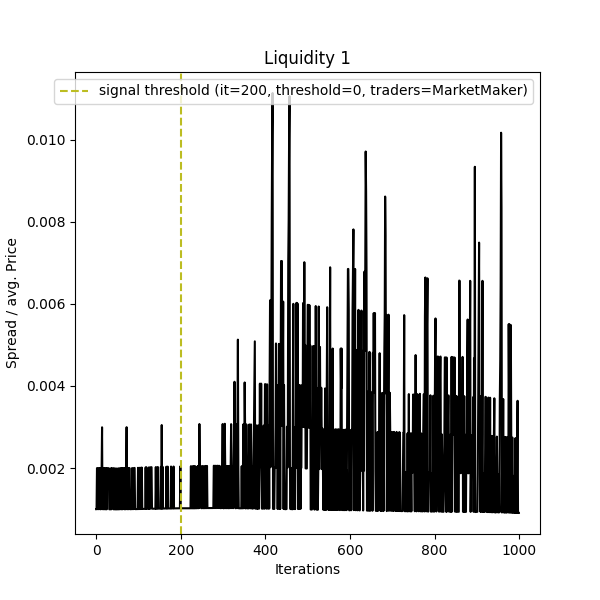 Liquidity 1
signal threshold (it=200, threshold=0, traders=MarketMaker)
0.010
0.008
0.006
0.004
0.002
Spread / avg. Price
0 200 400 600 800 1000
Iterations